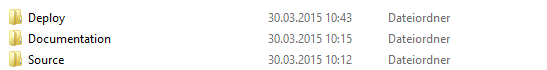 Deploy 30.03.2015 10:43 Dateiordner
Documentation 30.03.2015 10:15 Dateiordner
Source 30.03.2015 10:12 Dateiordner